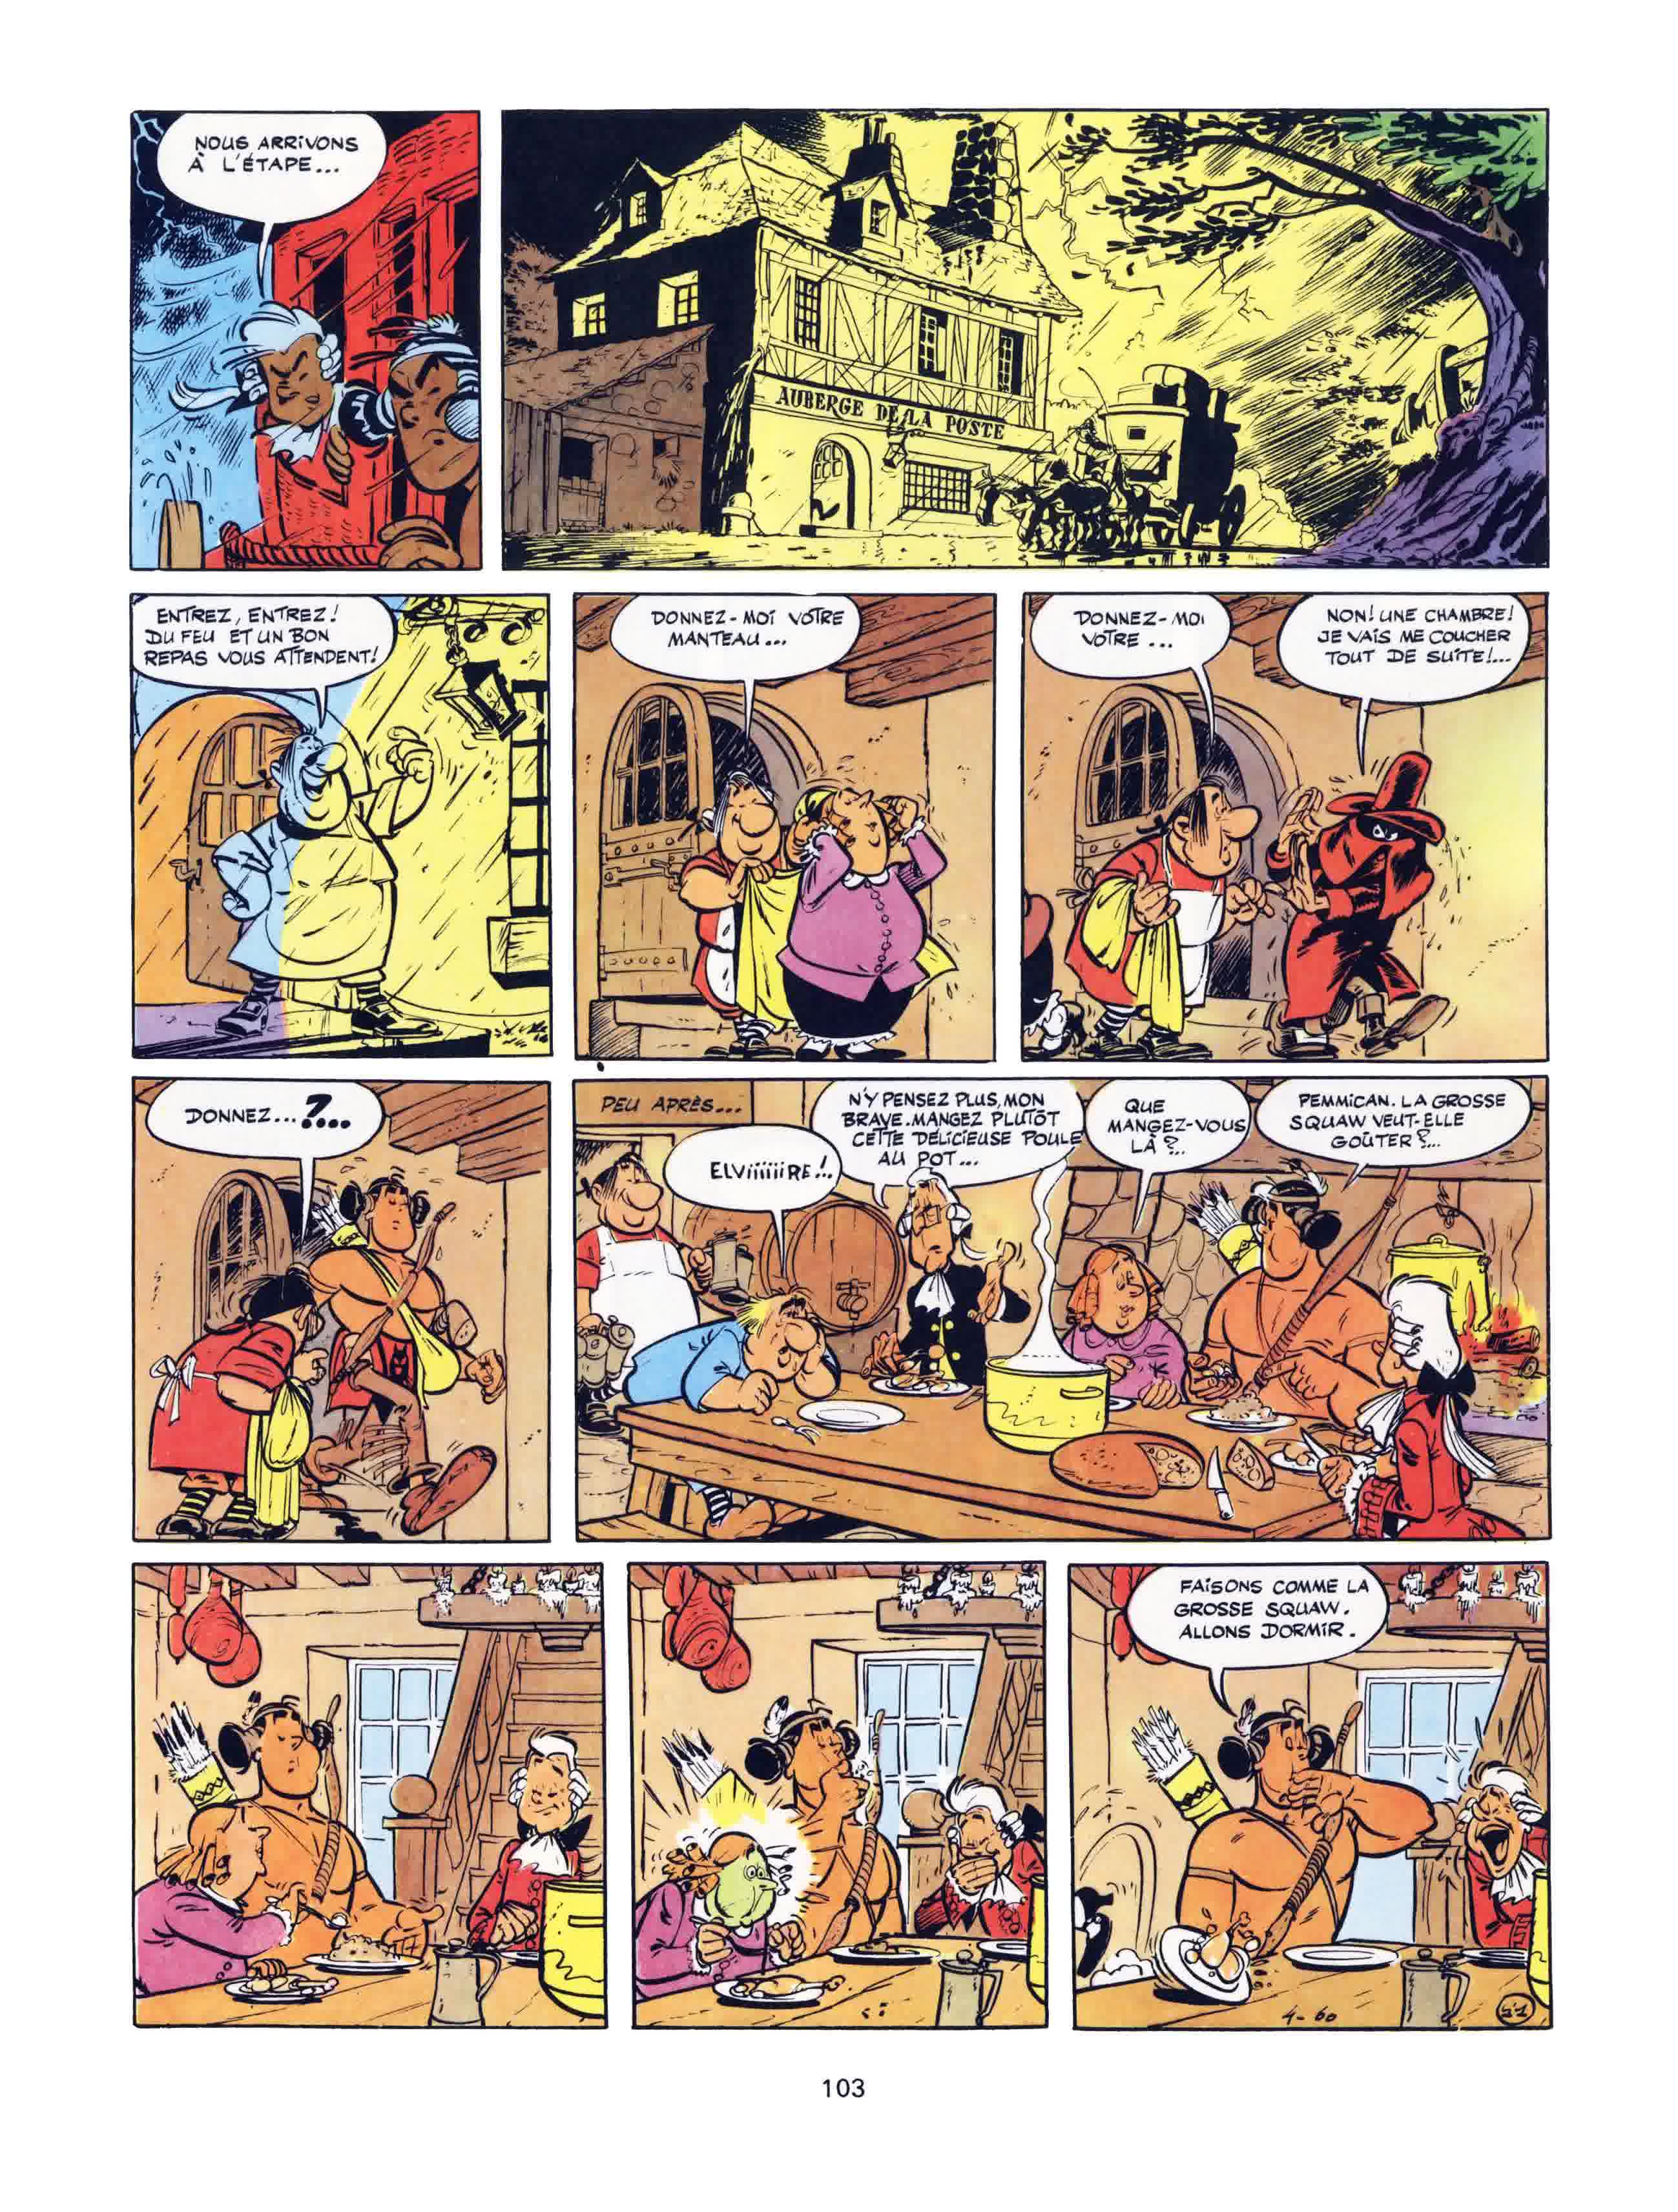 NOUS ARRIVONS
À L'ÉTAPE...
AUBERGE DE LA POSTE
ENTREZ, ENTREZ!
DU FEU ET UN BON
REPAS VOUS ATTENDENT!
DONNEZ-MOI VOTRE
MANTEAU...
DONNEZ-MOI
VOTRE ...
NON! UNE CHAMBRE!
JE VAIS ME COUCHER
TOUT DE SUITE!...
DONNEZ...?...
PEU APRÈS...
ELVIIIIIIRE!..
N'Y PENSEZ PLUS, MON
BRAVE. MANGEZ PLUTÔT
CETTE DÉLICIEUSE POULE
AU POT...
QUE
MANGEZ-VOUS
LÀ?...
PEMMICAN. LA GROSSE
SQUAW VEUT-ELLE
GOÛTER?...
FAISONS COMME LA
GROSSE SQUAW.
ALLONS DORMIR.
4-60
11
103